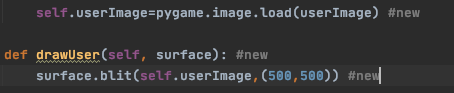 self.userImage=pygame.image.load(userImage) #new
def drawUser(self, surface): #new
surface.blit(self.userImage,(500,500)) #new